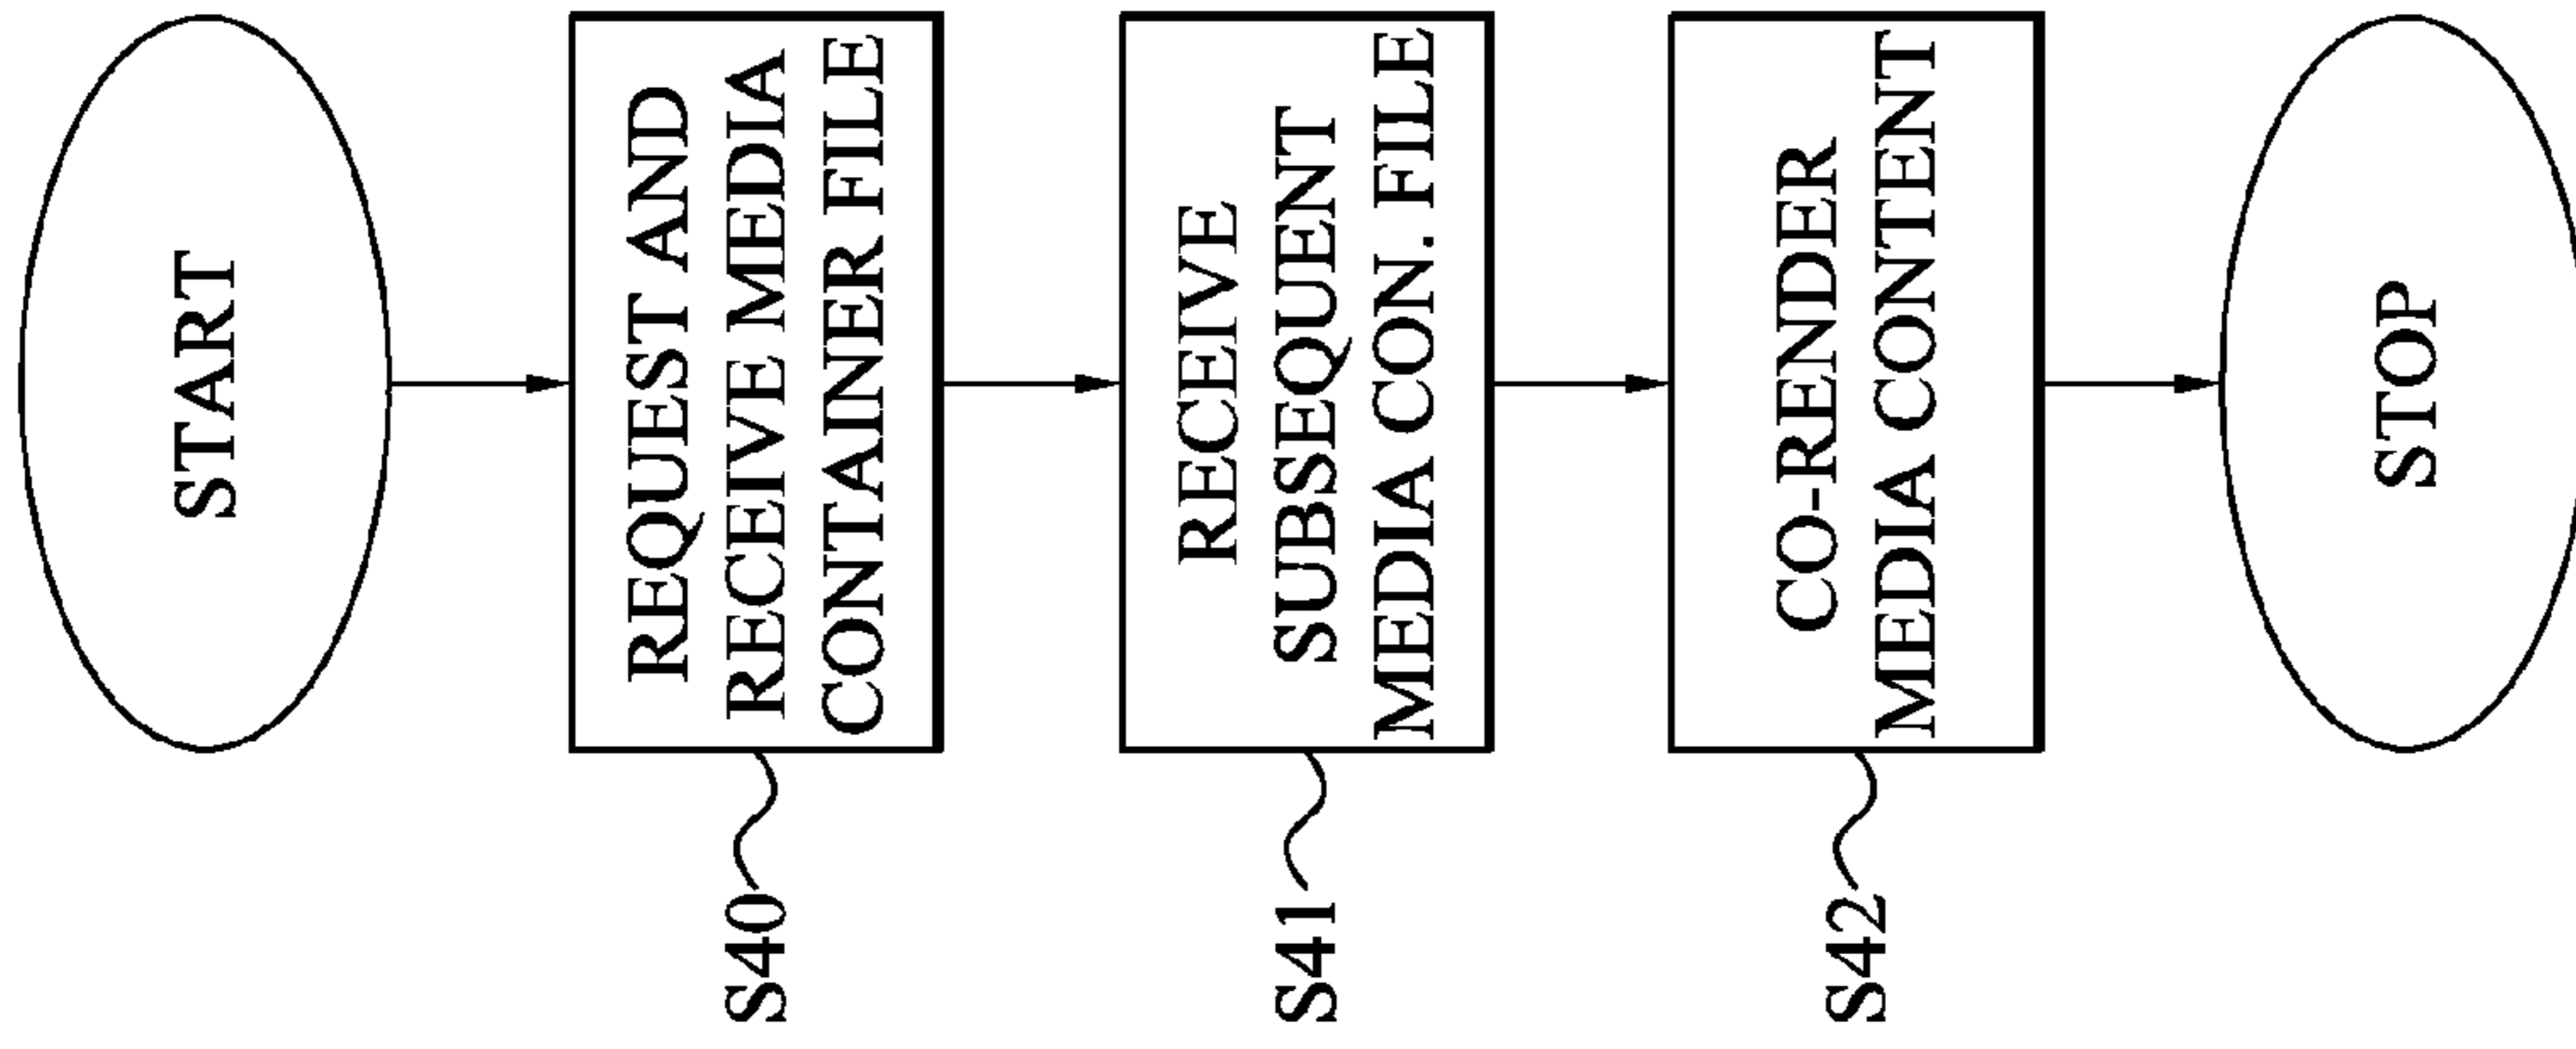 START
REQUEST AND
RECEIVE MEDIA
CONTAINER FILE
S40
RECEIVE
SUBSEQUENT
MEDIA CON. FILE
S41
CO-RENDER
MEDIA CONTENT
S42
STOP